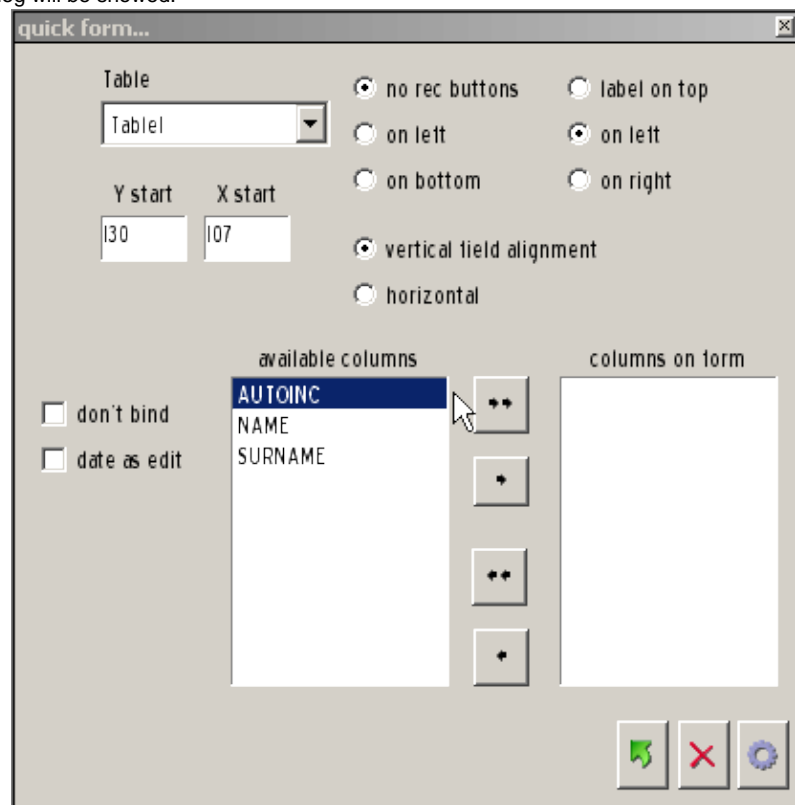 og will be showed:
quick form...
Table
Table1
no rec buttons
on left
on bottom
label on top
on left
on right
Y start
X start
130
107
vertical field alignment
horizontal
available columns
columns on form
don't bind
date as edit
AUTOINC
NAME
SURNAME